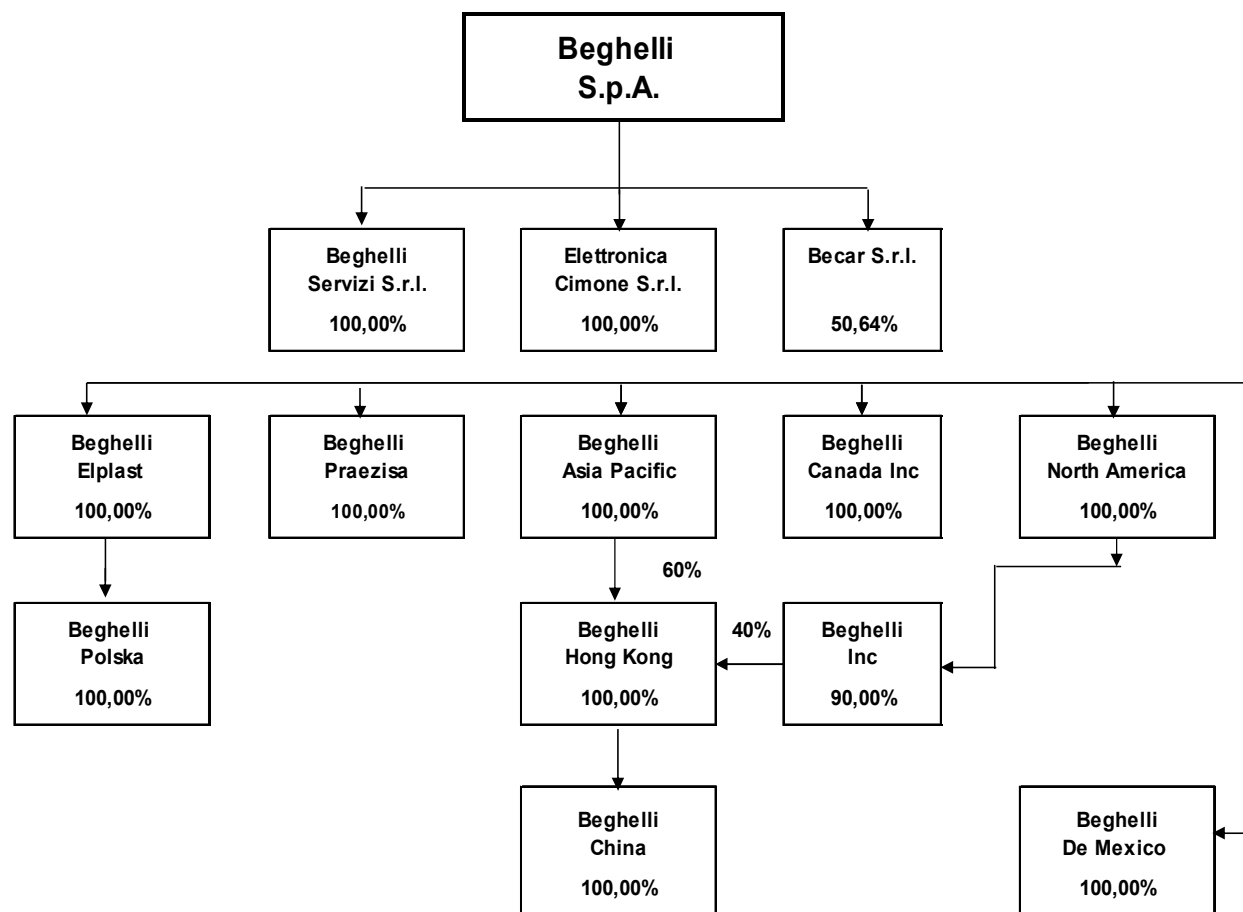 Beghelli
S.p.A.
Beghelli
Servizi S.r.l.
100,00%
Elettronica
Cimone S.r.l.
100,00%
Becar S.r.l.
50,64%
Beghelli
Elplast
100,00%
Beghelli
Praezisa
100,00%
Beghelli
Asia Pacific
100,00%
Beghelli
Canada Inc
100,00%
Beghelli
North America
100,00%
60%
Beghelli
Polska
100,00%
Beghelli
Hong Kong
100,00%
40%
Beghelli
Inc
90,00%
Beghelli
China
100,00%
Beghelli
De Mexico
100,00%